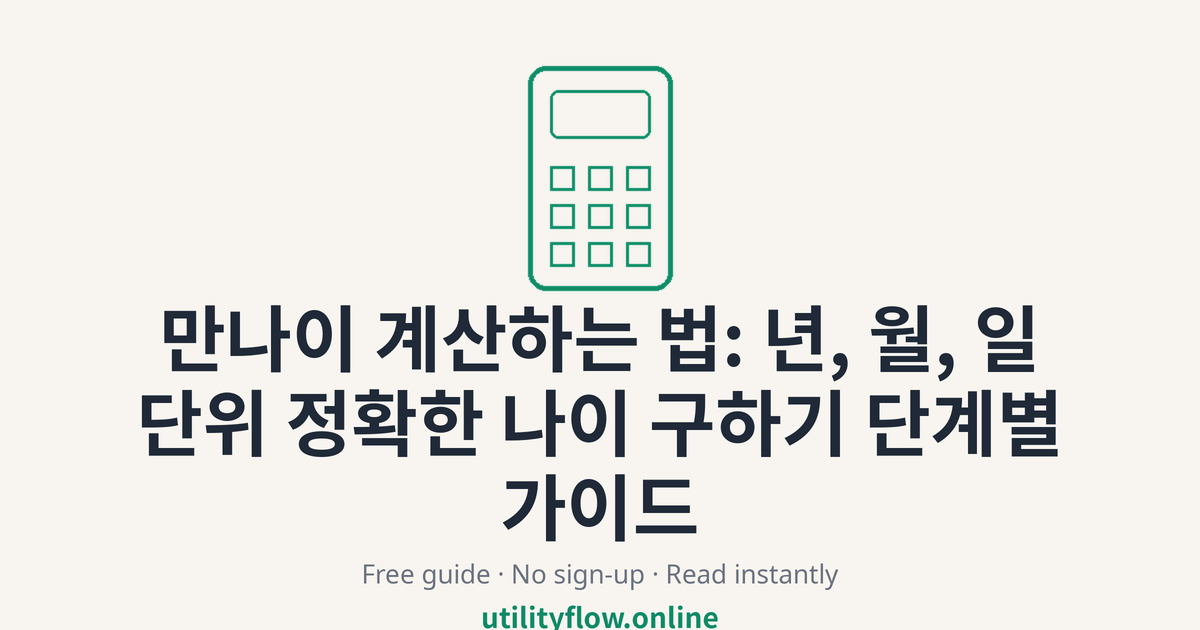 만나이 계산하는 법: 년, 월, 일
단위 정확한 나이 구하기 단계별
가이드
Free guide · No sign-up · Read instantly
utilityflow.online